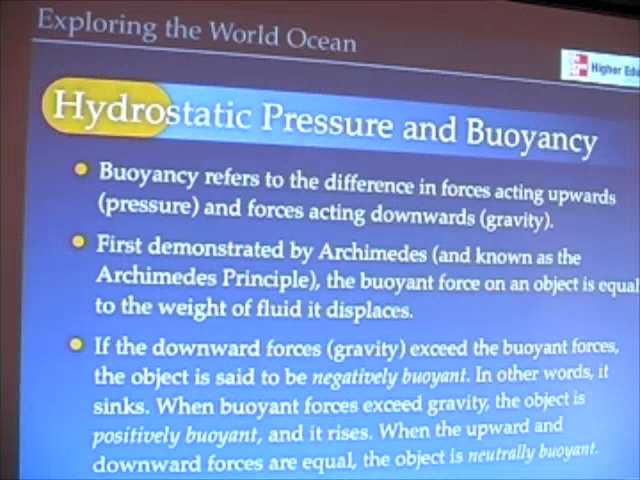 Exploring the World Ocean
Higher Edu
Hydrostatic Pressure and Buoyancy
Buoyancy refers to the difference in forces acting upwards
(pressure) and forces acting downwards (gravity).
First demonstrated by Archimedes (and known as the
Archimedes Principle), the buoyant force on an object is equal
to the weight of fluid it displaces.
If the downward forces (gravity) exceed the buoyant forces,
the object is said to be negatively buoyant. In other words, it
sinks. When buoyant forces exceed gravity, the object is
positively buoyant, and it rises. When the upward and
downward forces are equal, the object is neutrally buoyant.